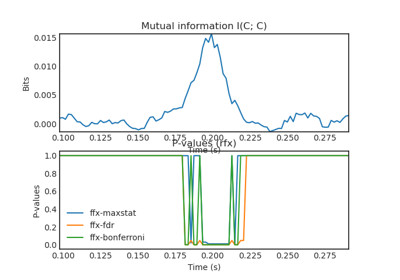 Mutual information I(C; C)
0.015
0.010
0.005
0.000
Bits
0.100 0.125 0.150 0.175 0.200 0.225 0.250 0.275
Time (s)
P-values (rfx)
1.0
0.8
0.6
0.4
0.2
0.0
P-values
ffx-maxstat
ffx-fdr
ffx-bonferroni
0.100 0.125 0.150 0.175 0.200 0.225 0.250 0.275
Time (s)